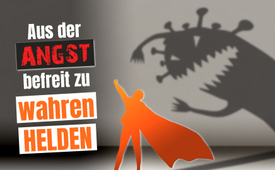 Aus der
ANGST
befreit zu
wahren
HELDEN